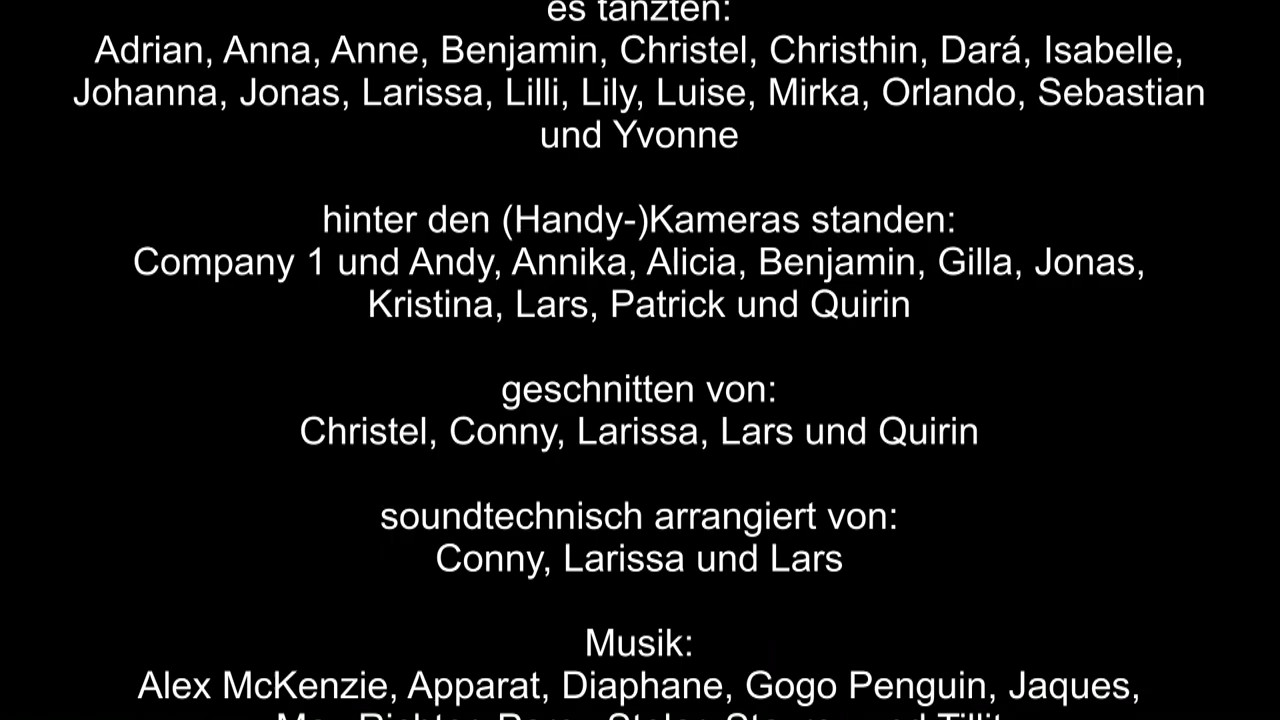 es tanzten:
Adrian, Anna, Anne, Benjamin, Christel, Christhin, Dará, Isabelle,
Johanna, Jonas, Larissa, Lilli, Lily, Luise, Mirka, Orlando, Sebastian
und Yvonne
hinter den (Handy-)Kameras standen:
Company 1 und Andy, Annika, Alicia, Benjamin, Gilla, Jonas,
Kristina, Lars, Patrick und Quirin
geschnitten von:
Christel, Conny, Larissa, Lars und Quirin
soundtechnisch arrangiert von:
Conny, Larissa und Lars
Musik:
Alex McKenzie, Apparat, Diaphane, Gogo Penguin, Jaques,